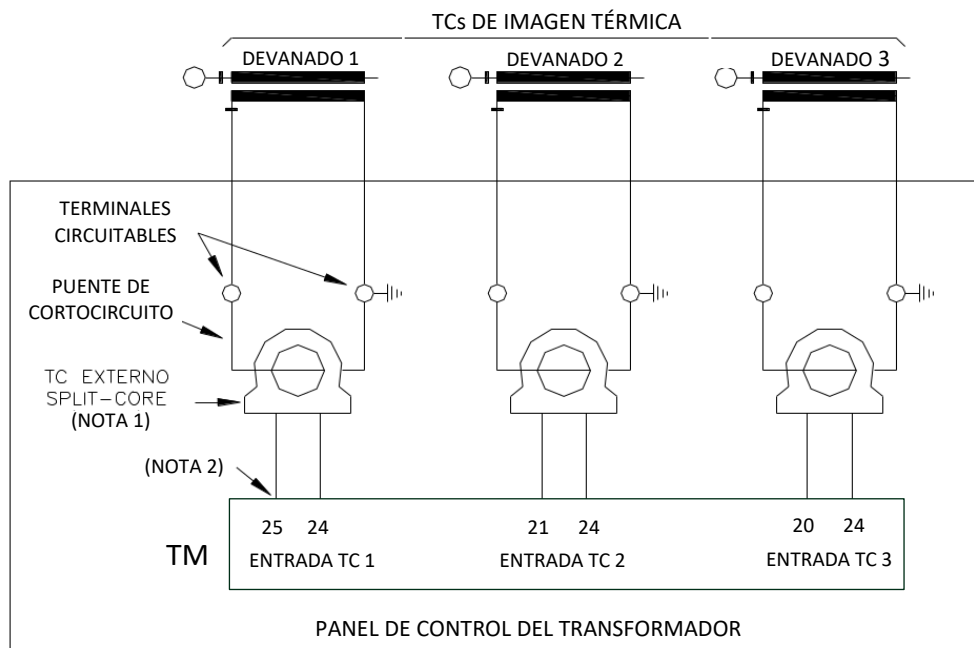 TCs DE IMAGEN TÉRMICA
DEVANADO 1
DEVANADO 2
DEVANADO 3
TERMINALES
CIRCUITABLES
PUENTE DE
CORTOCIRCUITO
TC EXTERNO
SPLIT-CORE
(NOTA 1)
(NOTA 2)
25 24
21 24
20 24
TM
ENTRADA TC 1
ENTRADA TC 2
ENTRADA TC 3
PANEL DE CONTROL DEL TRANSFORMADOR